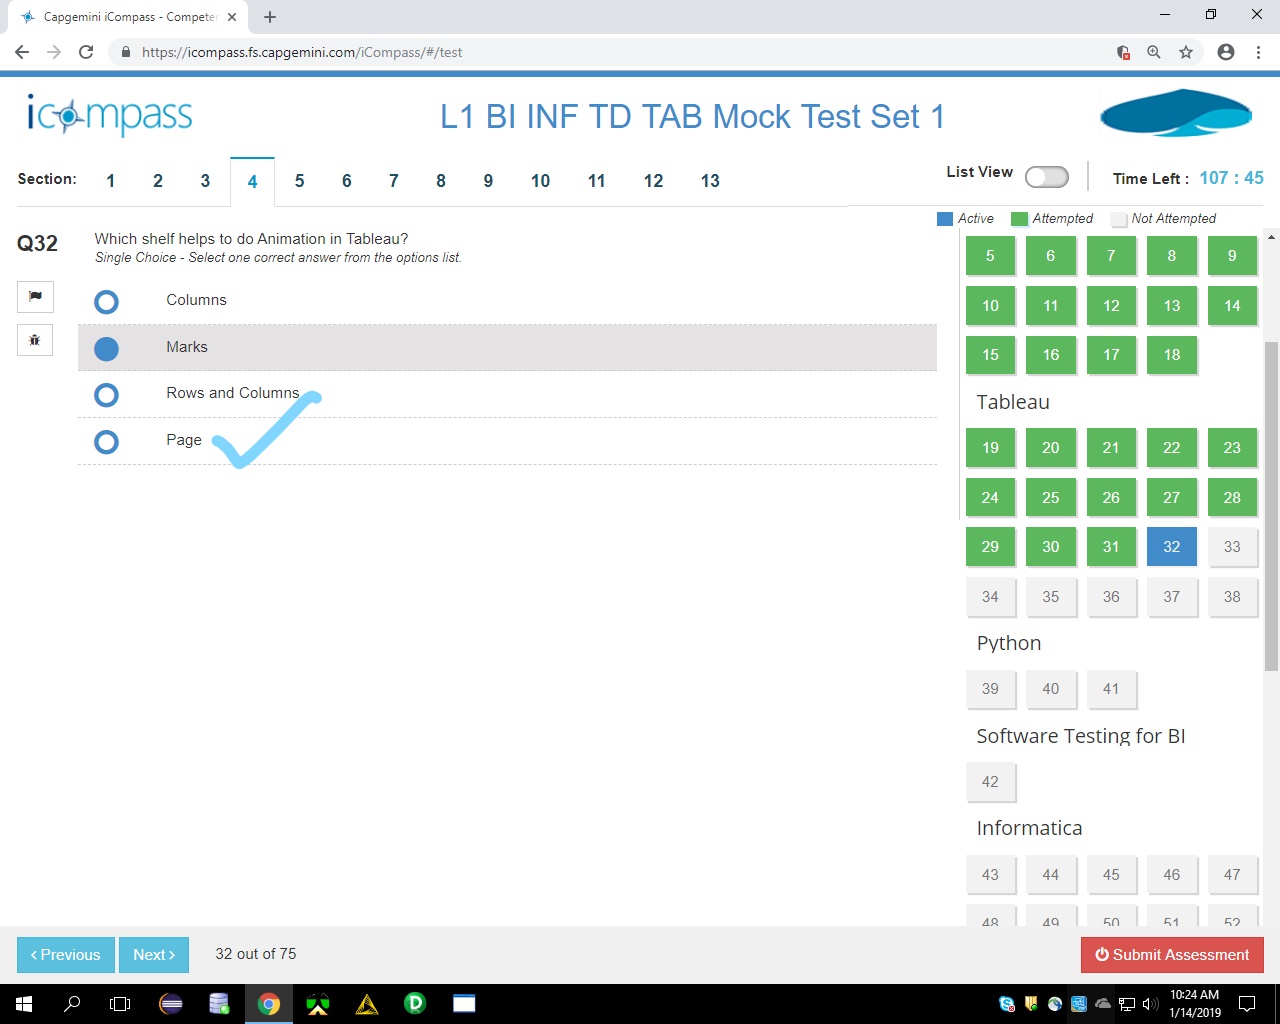 Capgemini iCompass - Competen
https://icompass.fs.capgemini.com/iCompass/#/test
icompass
L1 BI INF TD TAB Mock Test Set 1
Section: 1 2 3 4 5 6 7 8 9 10 11 12 13
List View
Time Left : 107 : 45
Active Attempted Not Attempted
Q32
Which shelf helps to do Animation in Tableau?
Single Choice - Select one correct answer from the options list.
Columns
Marks
Rows and Columns
Page
5 6 7 8 9
10 11 12 13 14
15 16 17 18
Tableau
19 20 21 22 23
24 25 26 27 28
29 30 31 32 33
34 35 36 37 38
Python
39 40 41
Software Testing for BI
42
Informatica
43 44 45 46 47
48 49 50 51 52
Previous Next
32 out of 75
Submit Assessment
10:24 AM
1/14/2019